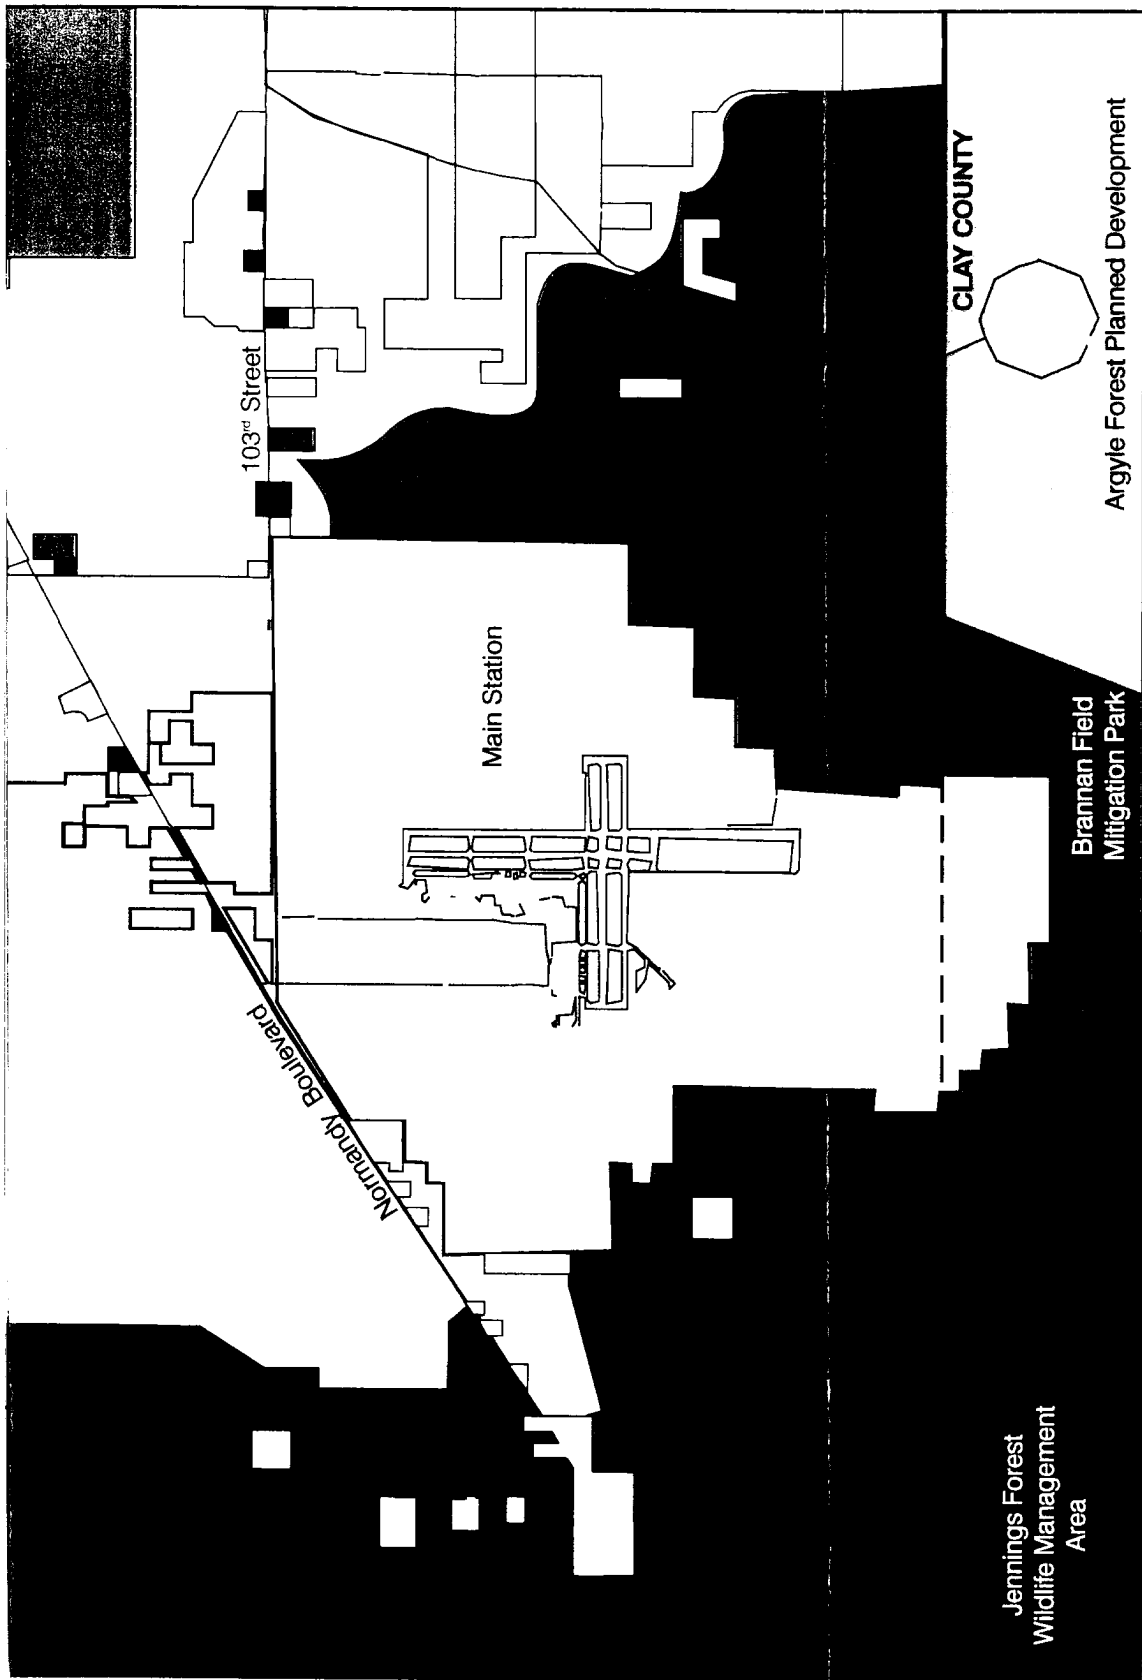 103rd Street
Normandy Boulevard
Main Station
CLAY COUNTY
Argyle Forest Planned Development
Brannan Field
Mitigation Park
Jennings Forest
Wildlife Management
Area